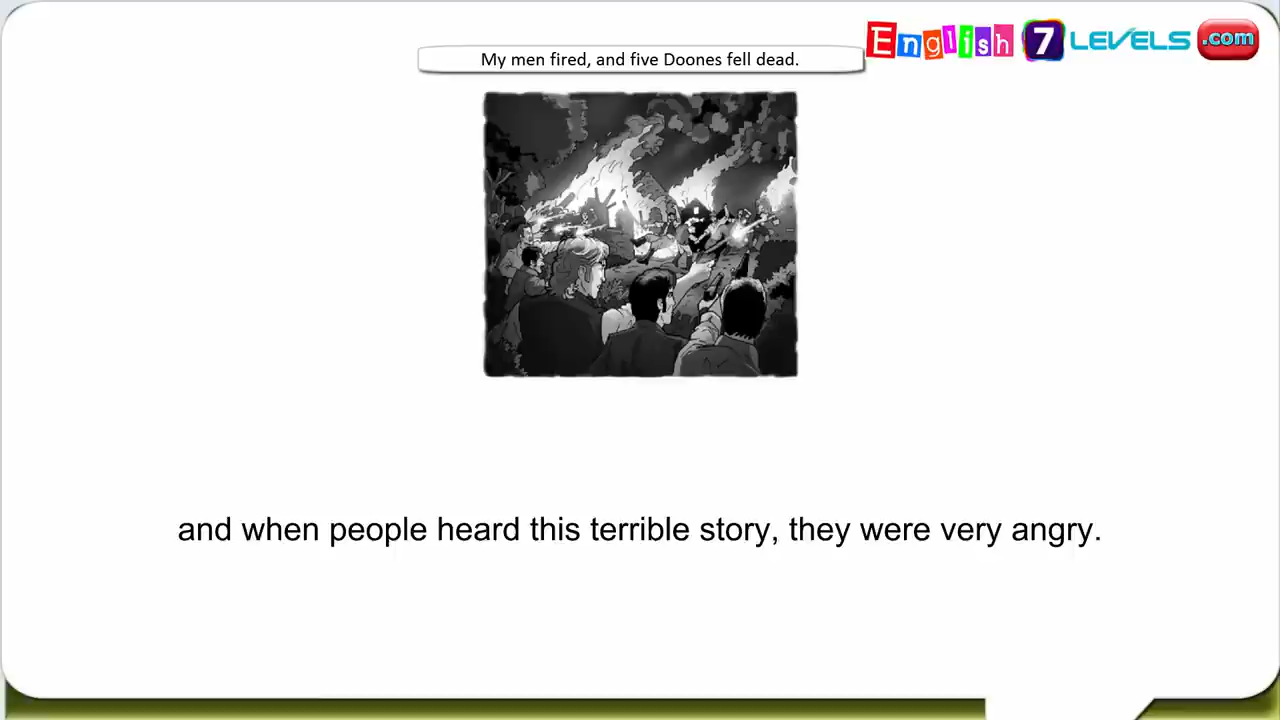 English 7 LEVELS .com
My men fired, and five Doones fell dead.
and when people heard this terrible story, they were very angry.